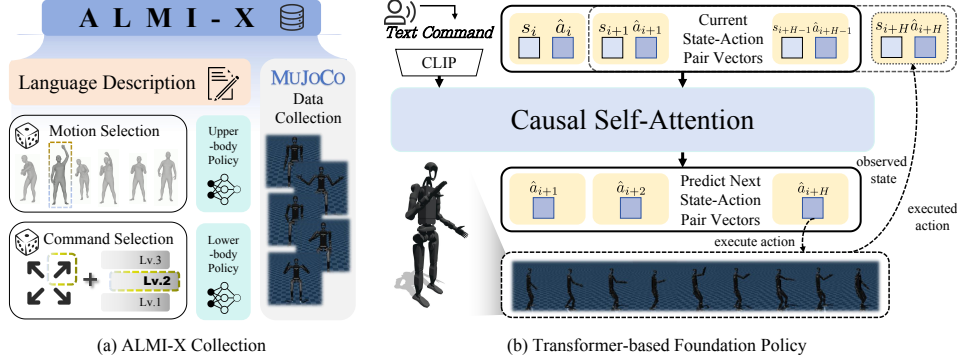 ALMI-X
Language Description
MUJOCO
Data
Collection
Motion Selection
Upper
-body
Policy
Command Selection
Lv.3
+
Lv.2
Lv.1
Lower
-body
Policy
(a) ALMI-X Collection
Text Command
CLIP
s_i â_i
s_{i+1} â_{i+1}
Current
State-Action
Pair Vectors
s_{i+H-1} â_{i+H-1}
s_{i+H} â_{i+H}
Causal Self-Attention
observed
state
executed
action
â_{i+1}
â_{i+2}
Predict Next
State-Action
Pair Vectors
â_{i+H}
execute action
(b) Transformer-based Foundation Policy